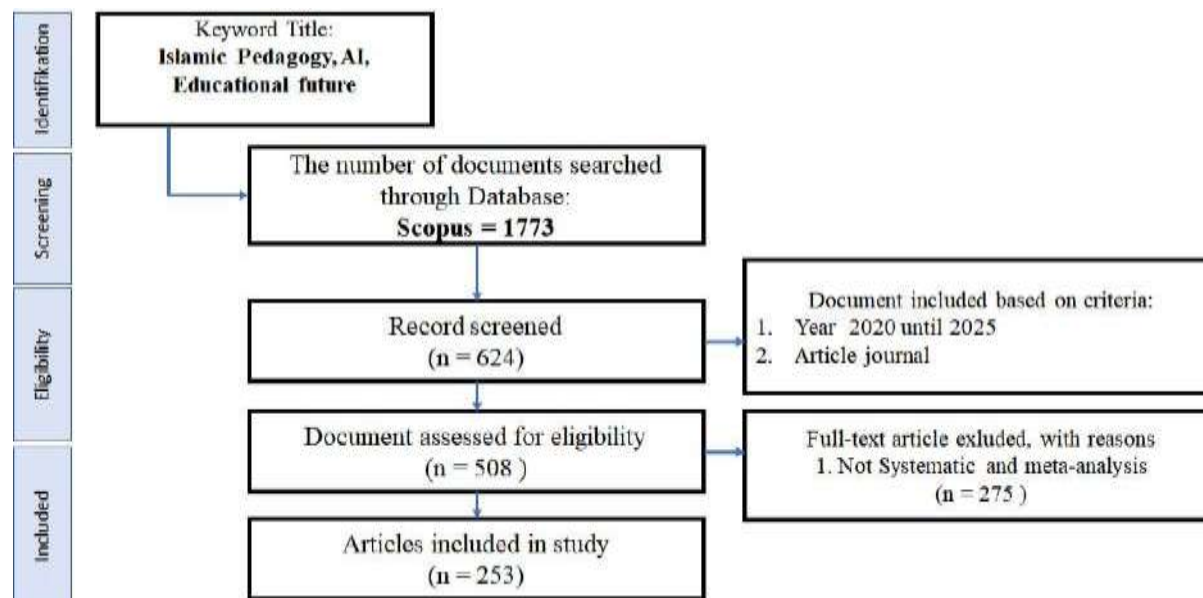 Identifikation
Keyword Title:
Islamic Pedagogy, AI,
Educational future
Screening
The number of documents searched
through Database:
Scopus = 1773
Eligibility
Record screened
(n = 624)
Document included based on criteria:
1. Year 2020 until 2025
2. Article journal
Document assessed for eligibility
(n = 508 )
Full-text article exluded, with reasons
1. Not Systematic and meta-analysis
(n = 275 )
Included
Articles included in study
(n = 253)